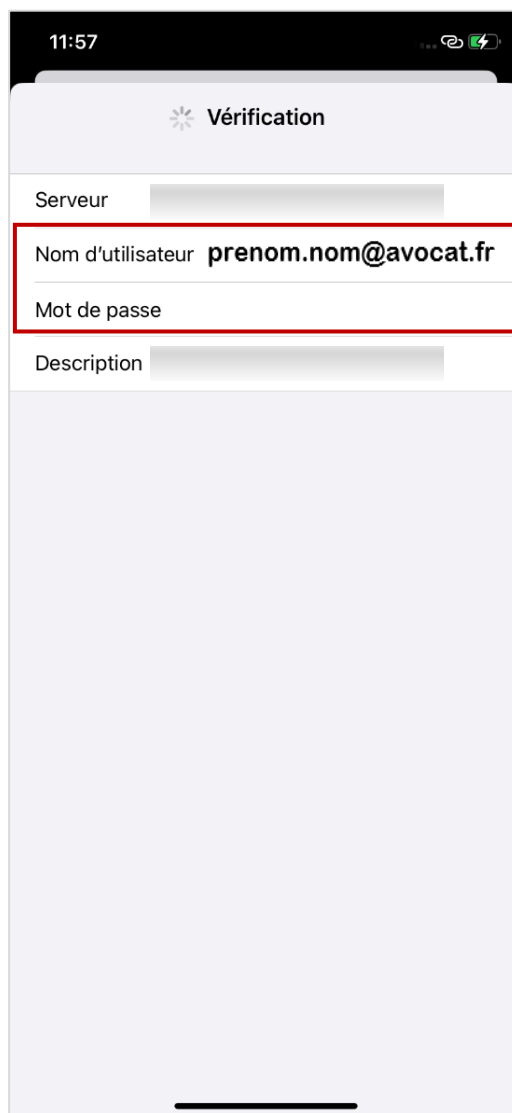 11:57
Vérification
Serveur
Nom d'utilisateur prenom.nom@avocat.fr
Mot de passe
Description